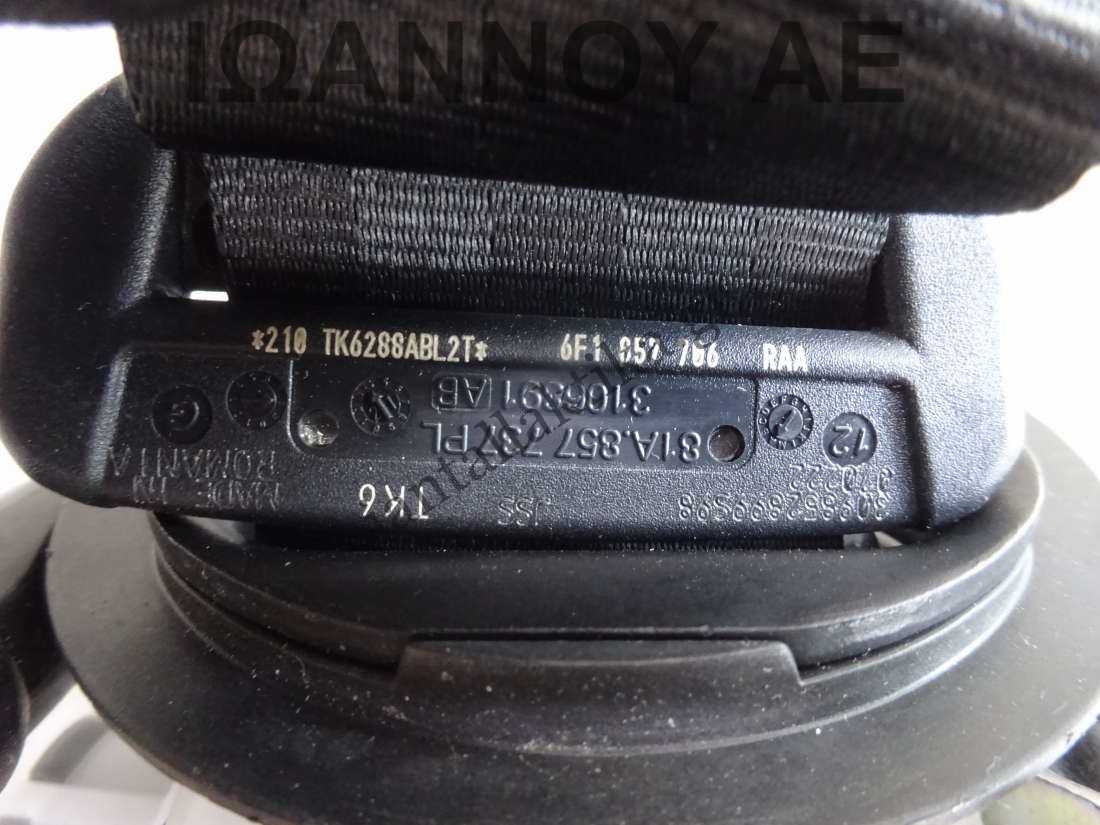 ΙΩΑΝΝΟΥ ΑΕ
*210 TK6288ABL2T* 6F1 857 706 RAA
3166891 AB
G
81A.857.731 PL
12
MADE IN
ROMANTA
TK6
JSS